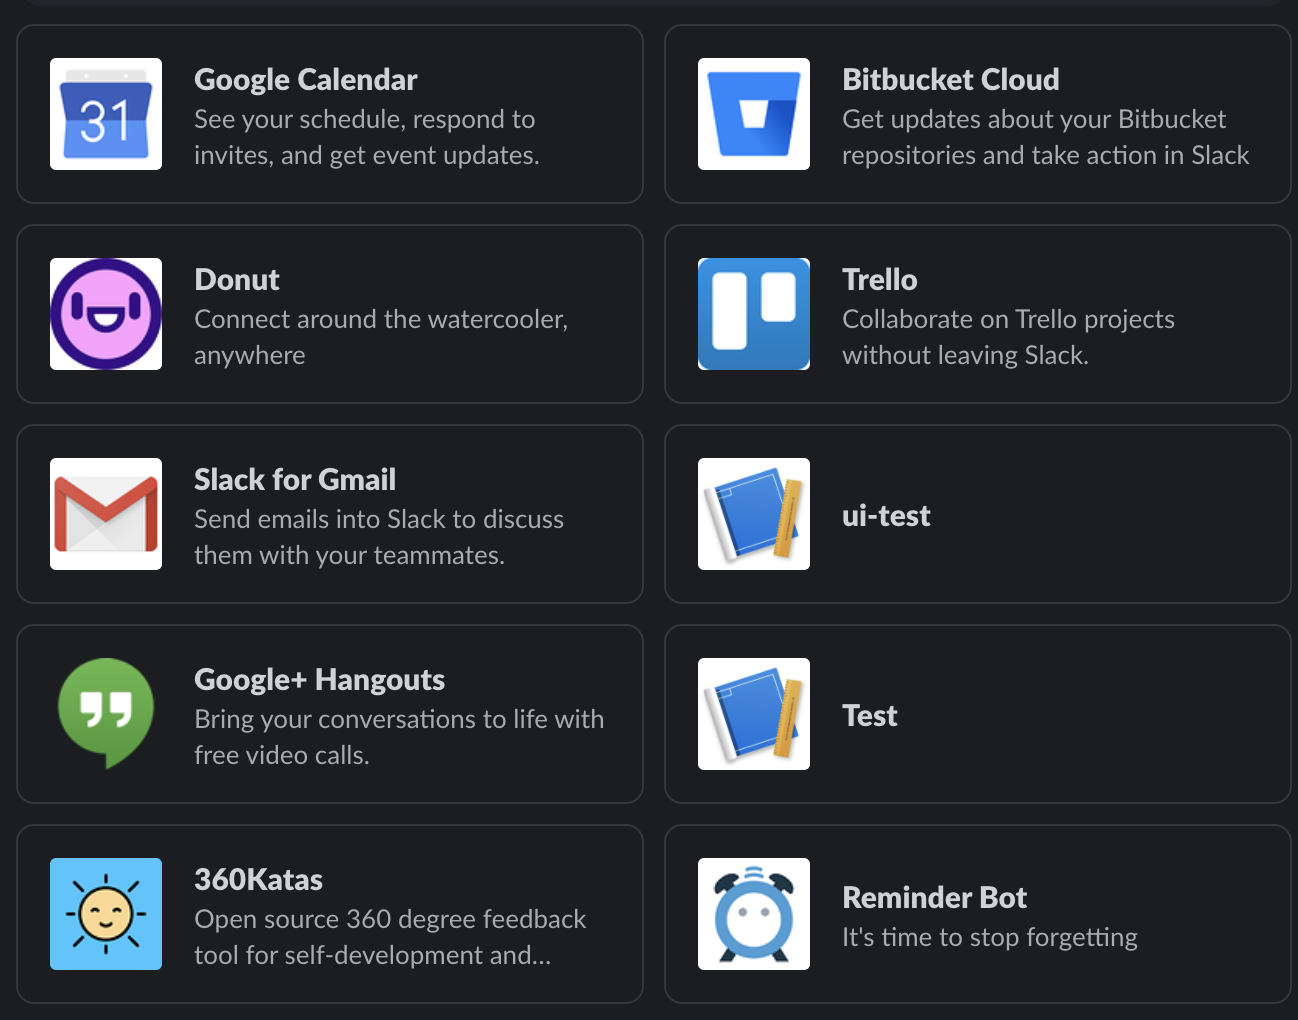 31
Google Calendar
See your schedule, respond to
invites, and get event updates.
Bitbucket Cloud
Get updates about your Bitbucket
repositories and take action in Slack
Donut
Connect around the watercooler,
anywhere
Trello
Collaborate on Trello projects
without leaving Slack.
Slack for Gmail
Send emails into Slack to discuss
them with your teammates.
ui-test
Google+ Hangouts
Bring your conversations to life with
free video calls.
Test
360Katas
Open source 360 degree feedback
tool for self-development and...
Reminder Bot
It's time to stop forgetting